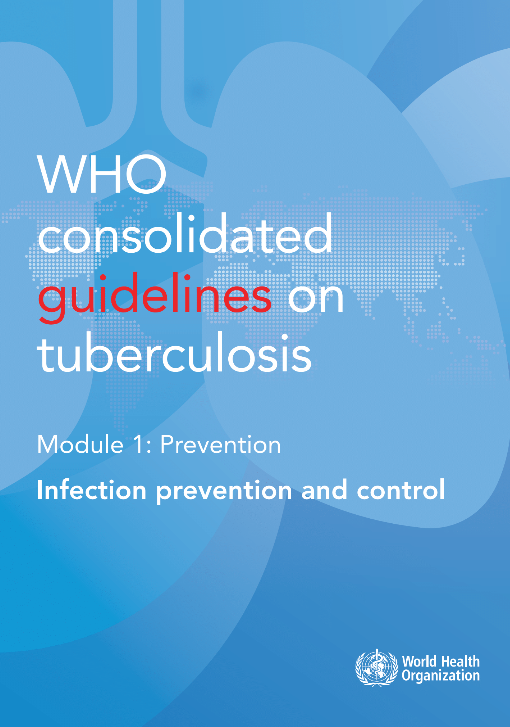 WHO
consolidated
guidelines on
tuberculosis
Module 1: Prevention
Infection prevention and control
World Health
Organization